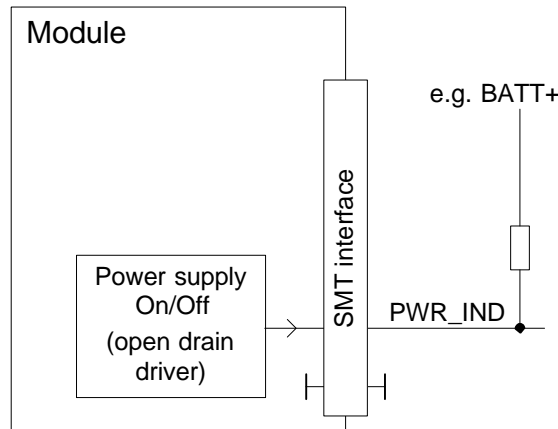 Module
e.g. BATT+
SMT interface
Power supply
On/Off
(open drain
driver)
PWR_IND